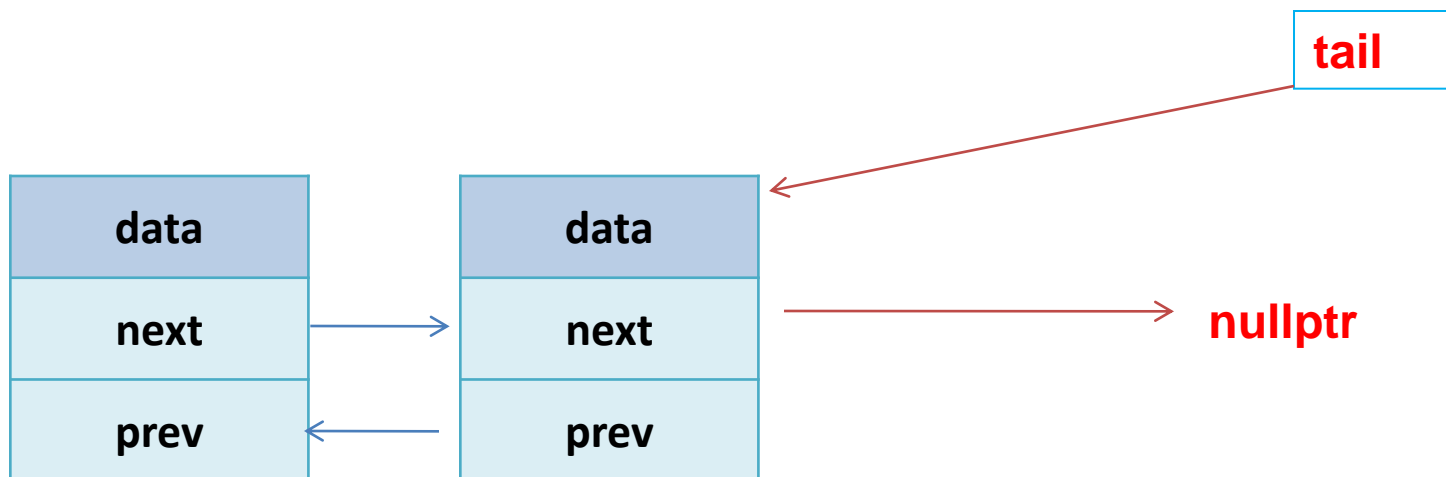 tail
data
data
next
next
nullptr
prev
prev